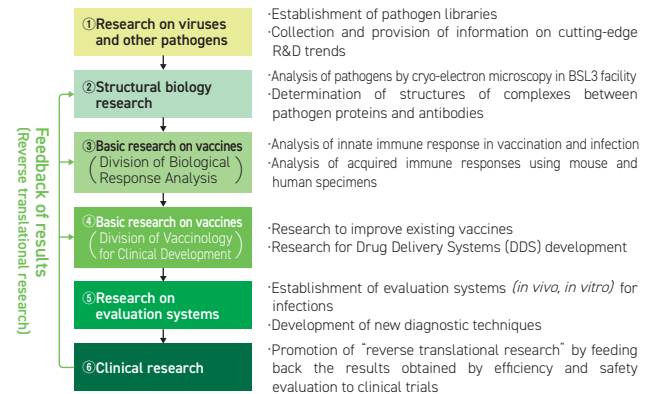 ①Research on viruses
and other pathogens
·Establishment of pathogen libraries
·Collection and provision of information on cutting-edge
R&D trends
②Structural biology
research
·Analysis of pathogens by cryo-electron microscopy in BSL3 facility
·Determination of structures of complexes between
pathogen proteins and antibodies
③Basic research on vaccines
(Division of Biological
Response Analysis)
·Analysis of innate immune response in vaccination and infection
·Analysis of acquired immune responses using mouse and
human specimens
④Basic research on vaccines
(Division of Vaccinology
for Clinical Development)
·Research to improve existing vaccines
·Research for Drug Delivery Systems (DDS) development
⑤Research on
evaluation systems
·Establishment of evaluation systems (in vivo, in vitro) for
infections
·Development of new diagnostic techniques
⑥Clinical research
·Promotion of “reverse translational research” by feeding
back the results obtained by efficiency and safety
evaluation to clinical trials
Feedback of results
(Reverse translational research)